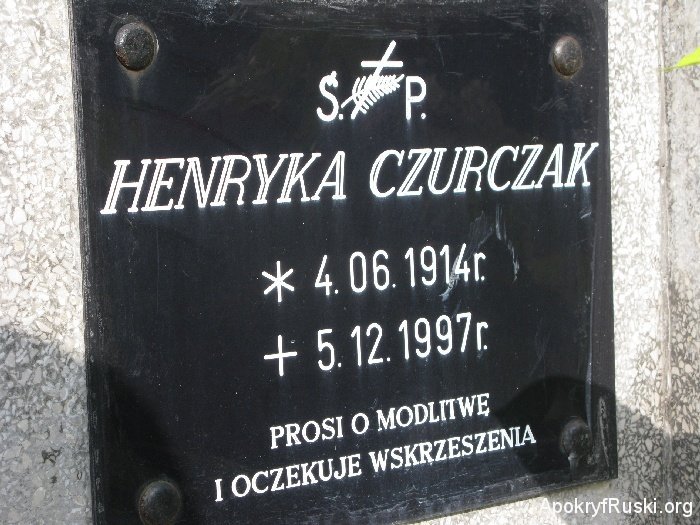 Ś. P.
HENRYKA CZURCZAK
* 4.06.1914r.
+ 5.12.1997r.
PROSI O MODLITWĘ
I OCZEKUJE WSKRZESZENIA
ApokryfRuski.org